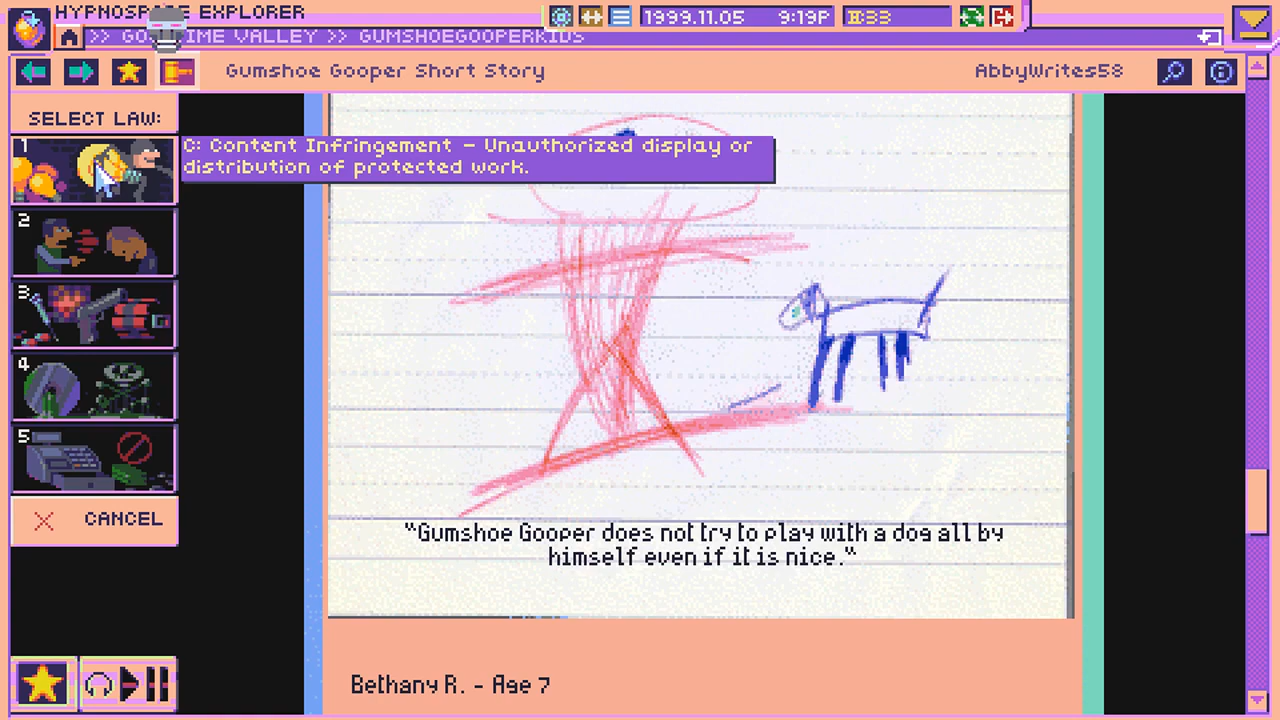 HYPNOSPACE EXPLORER
1999.11.05 9:19P 33
GUMSHOEGOOPERKIDS
Gumshoe Gooper Short Story
AbbyWrites58
SELECT LAW:
1
C: Content Infringement - Unauthorized display or
distribution of protected work.
2
3
4
5
CANCEL
"Gumshoe Gooper does not try to play with a dog all by
himself even if it is nice."
Bethany R. - Age 7